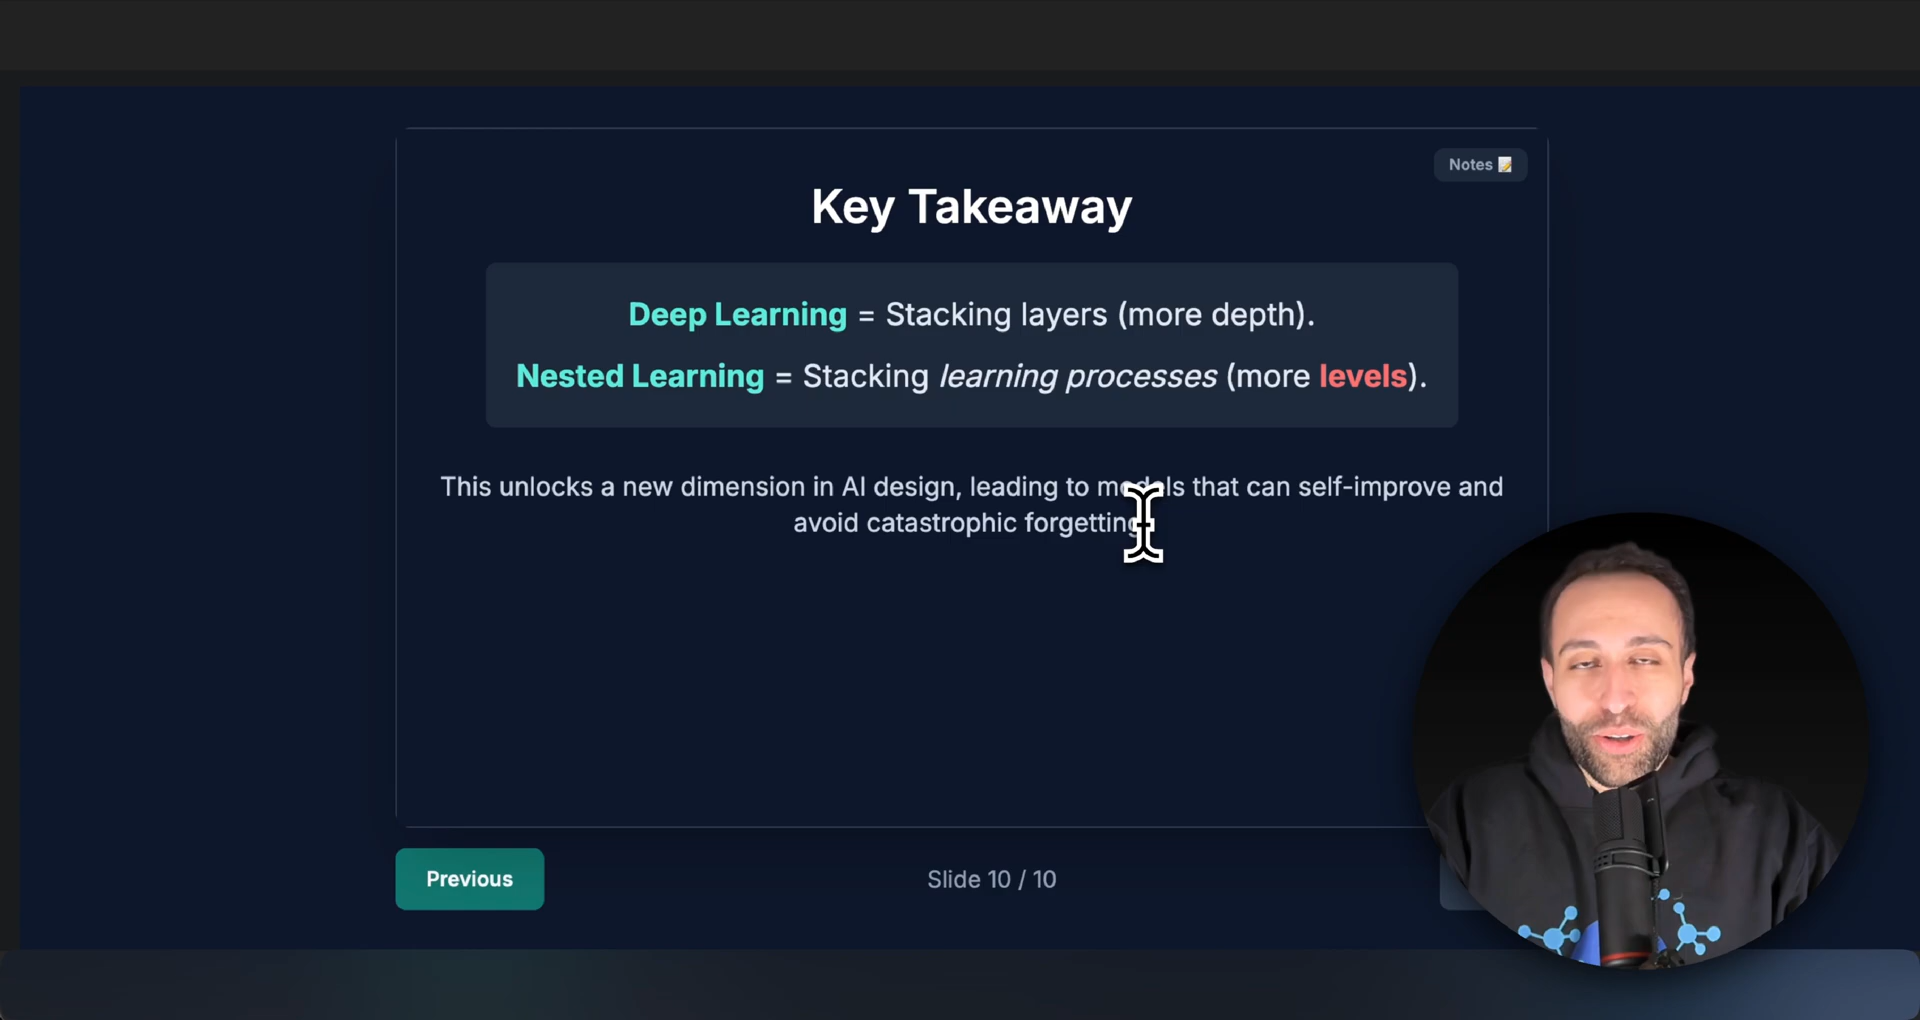 Notes 📝
Key Takeaway
Deep Learning = Stacking layers (more depth).
Nested Learning = Stacking learning processes (more levels).
This unlocks a new dimension in AI design, leading to models that can self-improve and
avoid catastrophic forgetting
Previous
Slide 10 / 10